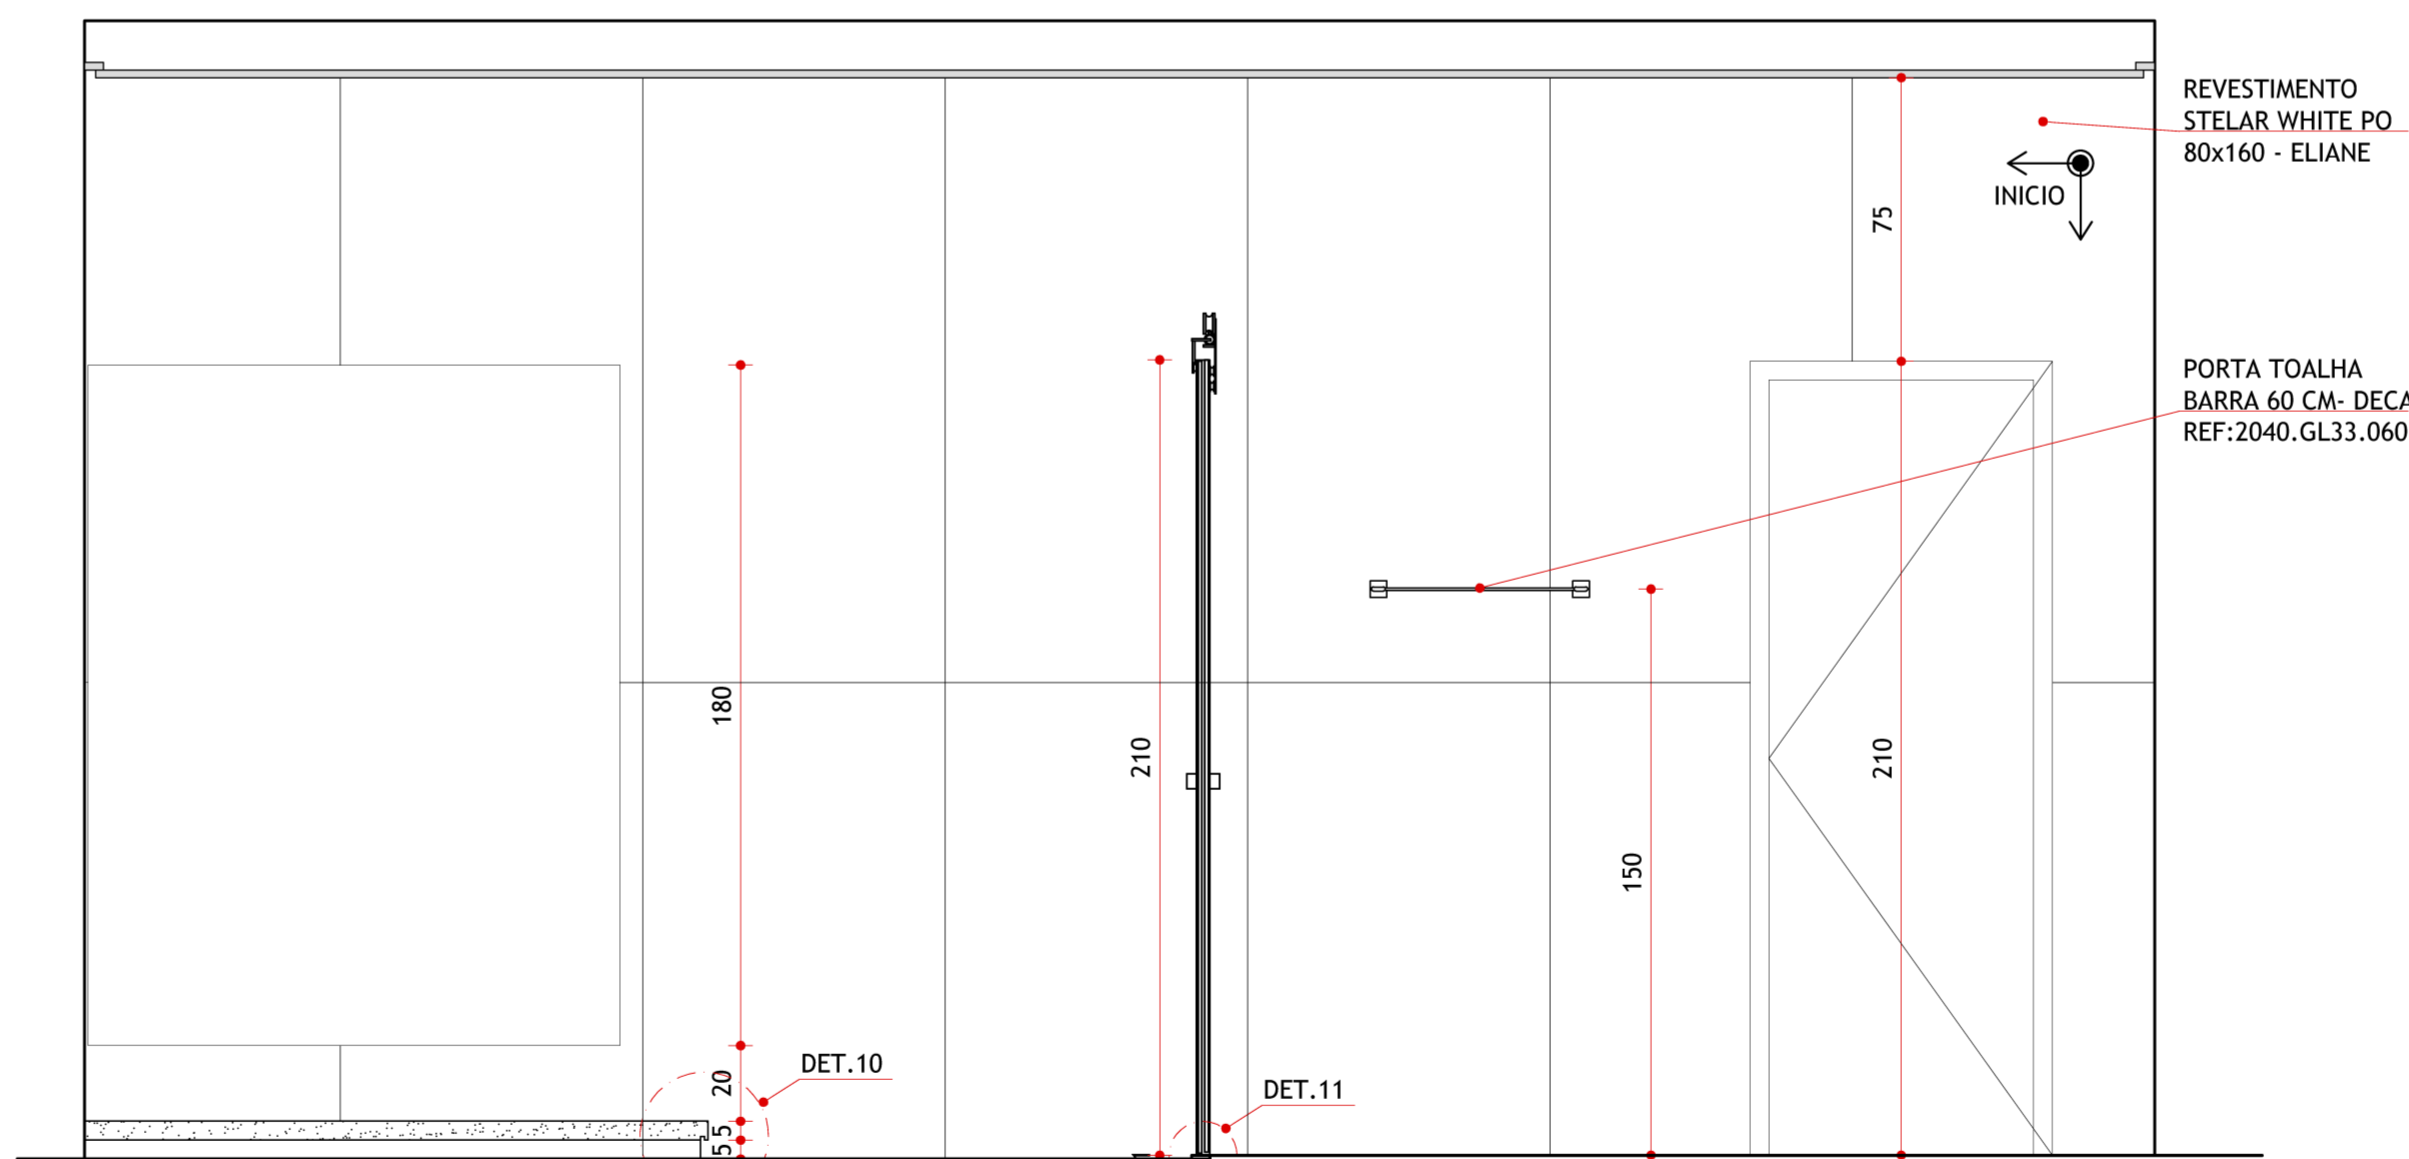 REVESTIMENTO
STELAR WHITE PO
80x160 - ELIANE
INICIO
75
PORTA TOALHA
BARRA 60 CM- DECA
REF:2040.GL33.060
180
210
210
150
20
DET.10
DET.11
5
5